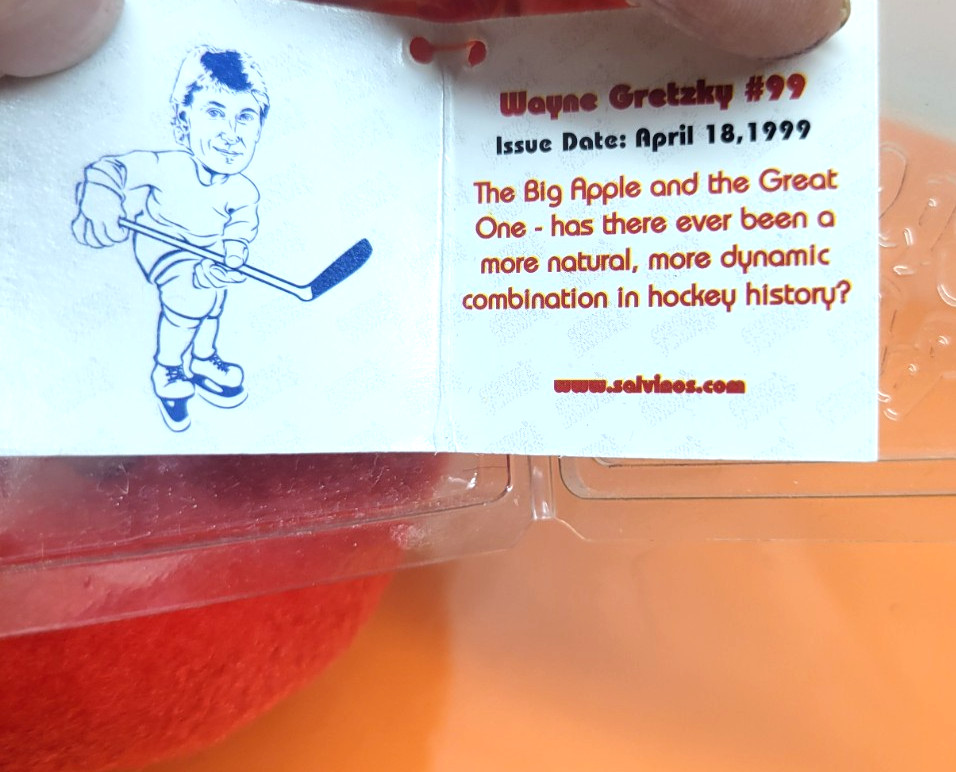 Wayne Gretzky #99
Issue Date: April 18,1999
The Big Apple and the Great
One - has there ever been a
more natural, more dynamic
combination in hockey history?
www.salvinos.com